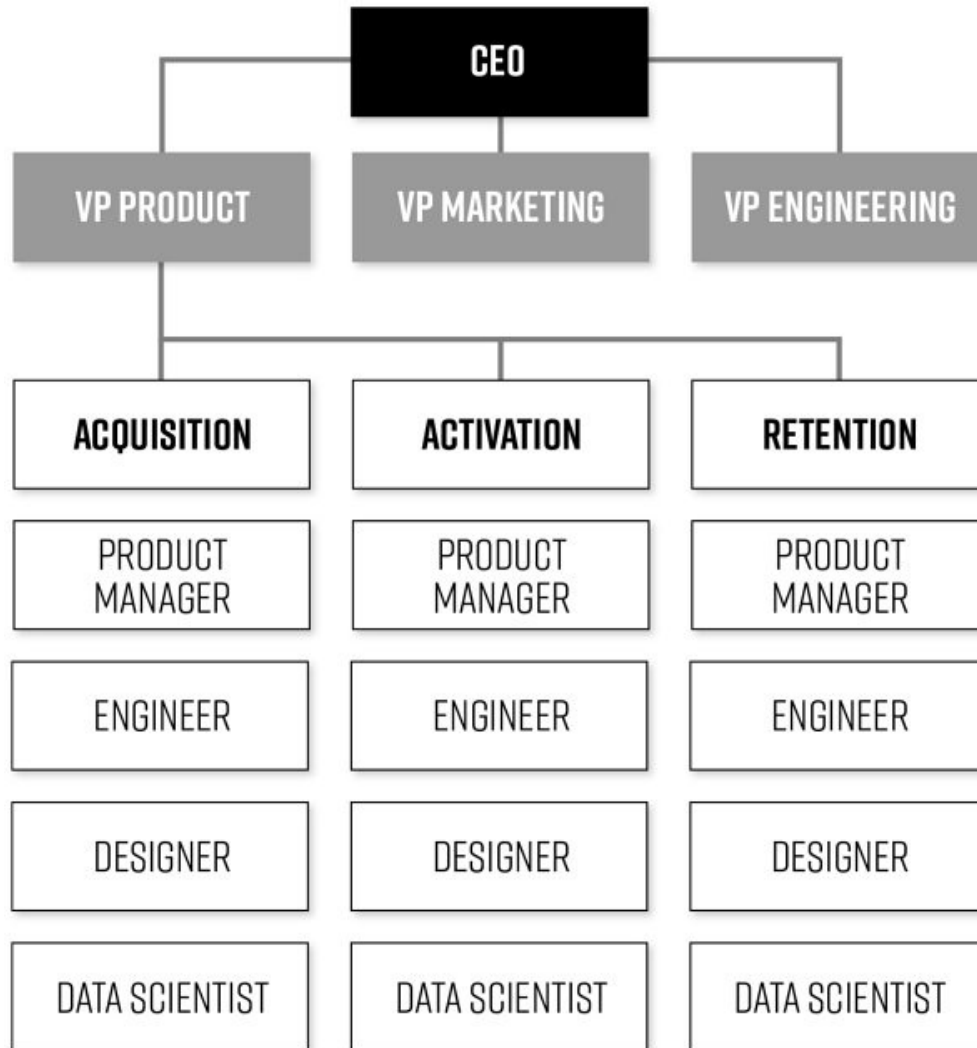 CEO
VP PRODUCT
VP MARKETING
VP ENGINEERING
ACQUISITION
ACTIVATION
RETENTION
PRODUCT
MANAGER
PRODUCT
MANAGER
PRODUCT
MANAGER
ENGINEER
ENGINEER
ENGINEER
DESIGNER
DESIGNER
DESIGNER
DATA SCIENTIST
DATA SCIENTIST
DATA SCIENTIST